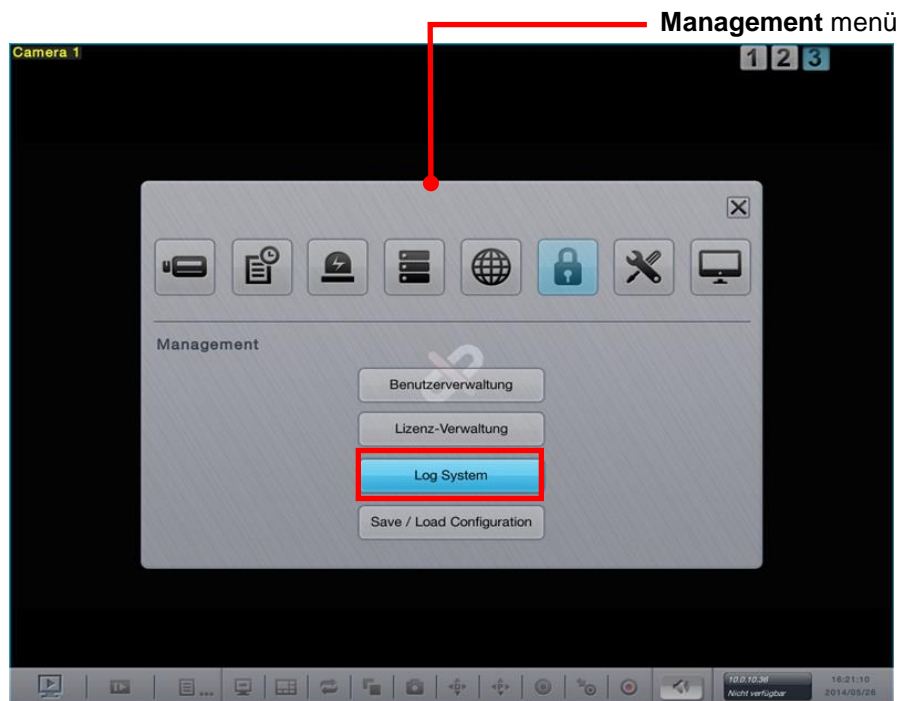 Management menü
Camera 1
1 2 3
Management
Benutzerverwaltung
Lizenz-Verwaltung
Log System
Save / Load Configuration
10.0.10.36
Nicht verfügbar
16:21:10
2014/05/26